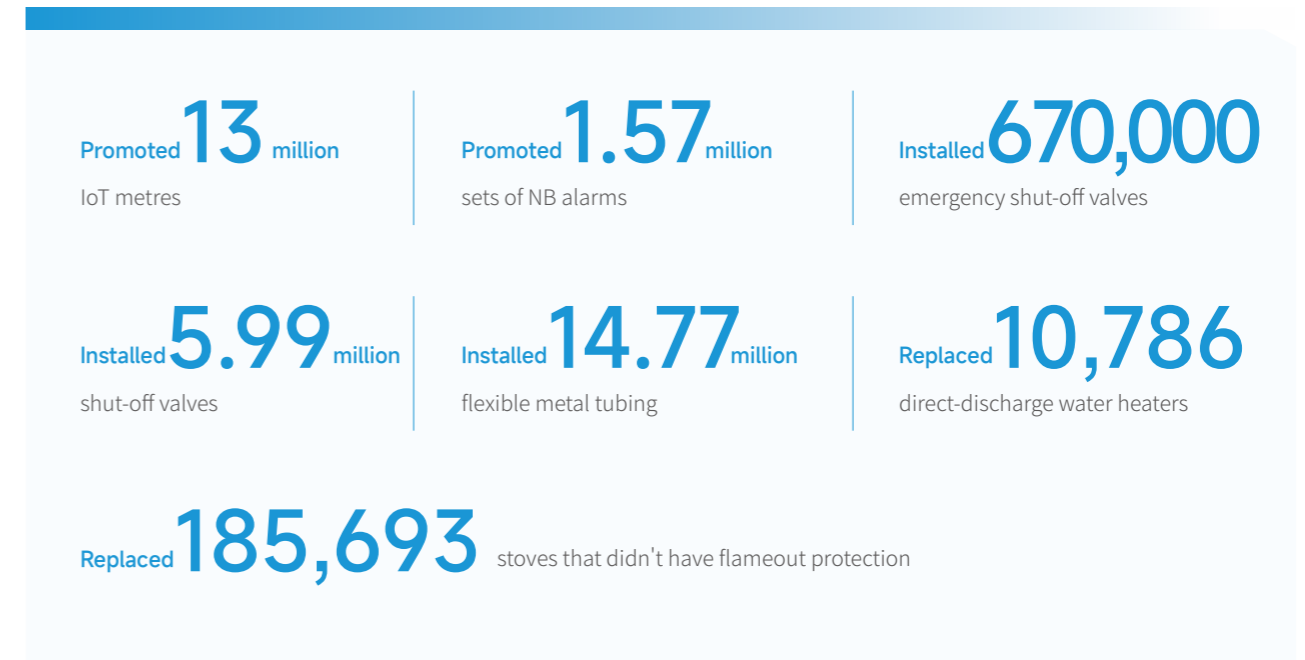 Promoted 13 million
IoT metres
Promoted 1.57 million
sets of NB alarms
Installed 670,000
emergency shut-off valves
Installed 5.99 million
shut-off valves
Installed 14.77 million
flexible metal tubing
Replaced 10,786
direct-discharge water heaters
Replaced 185,693 stoves that didn't have flameout protection